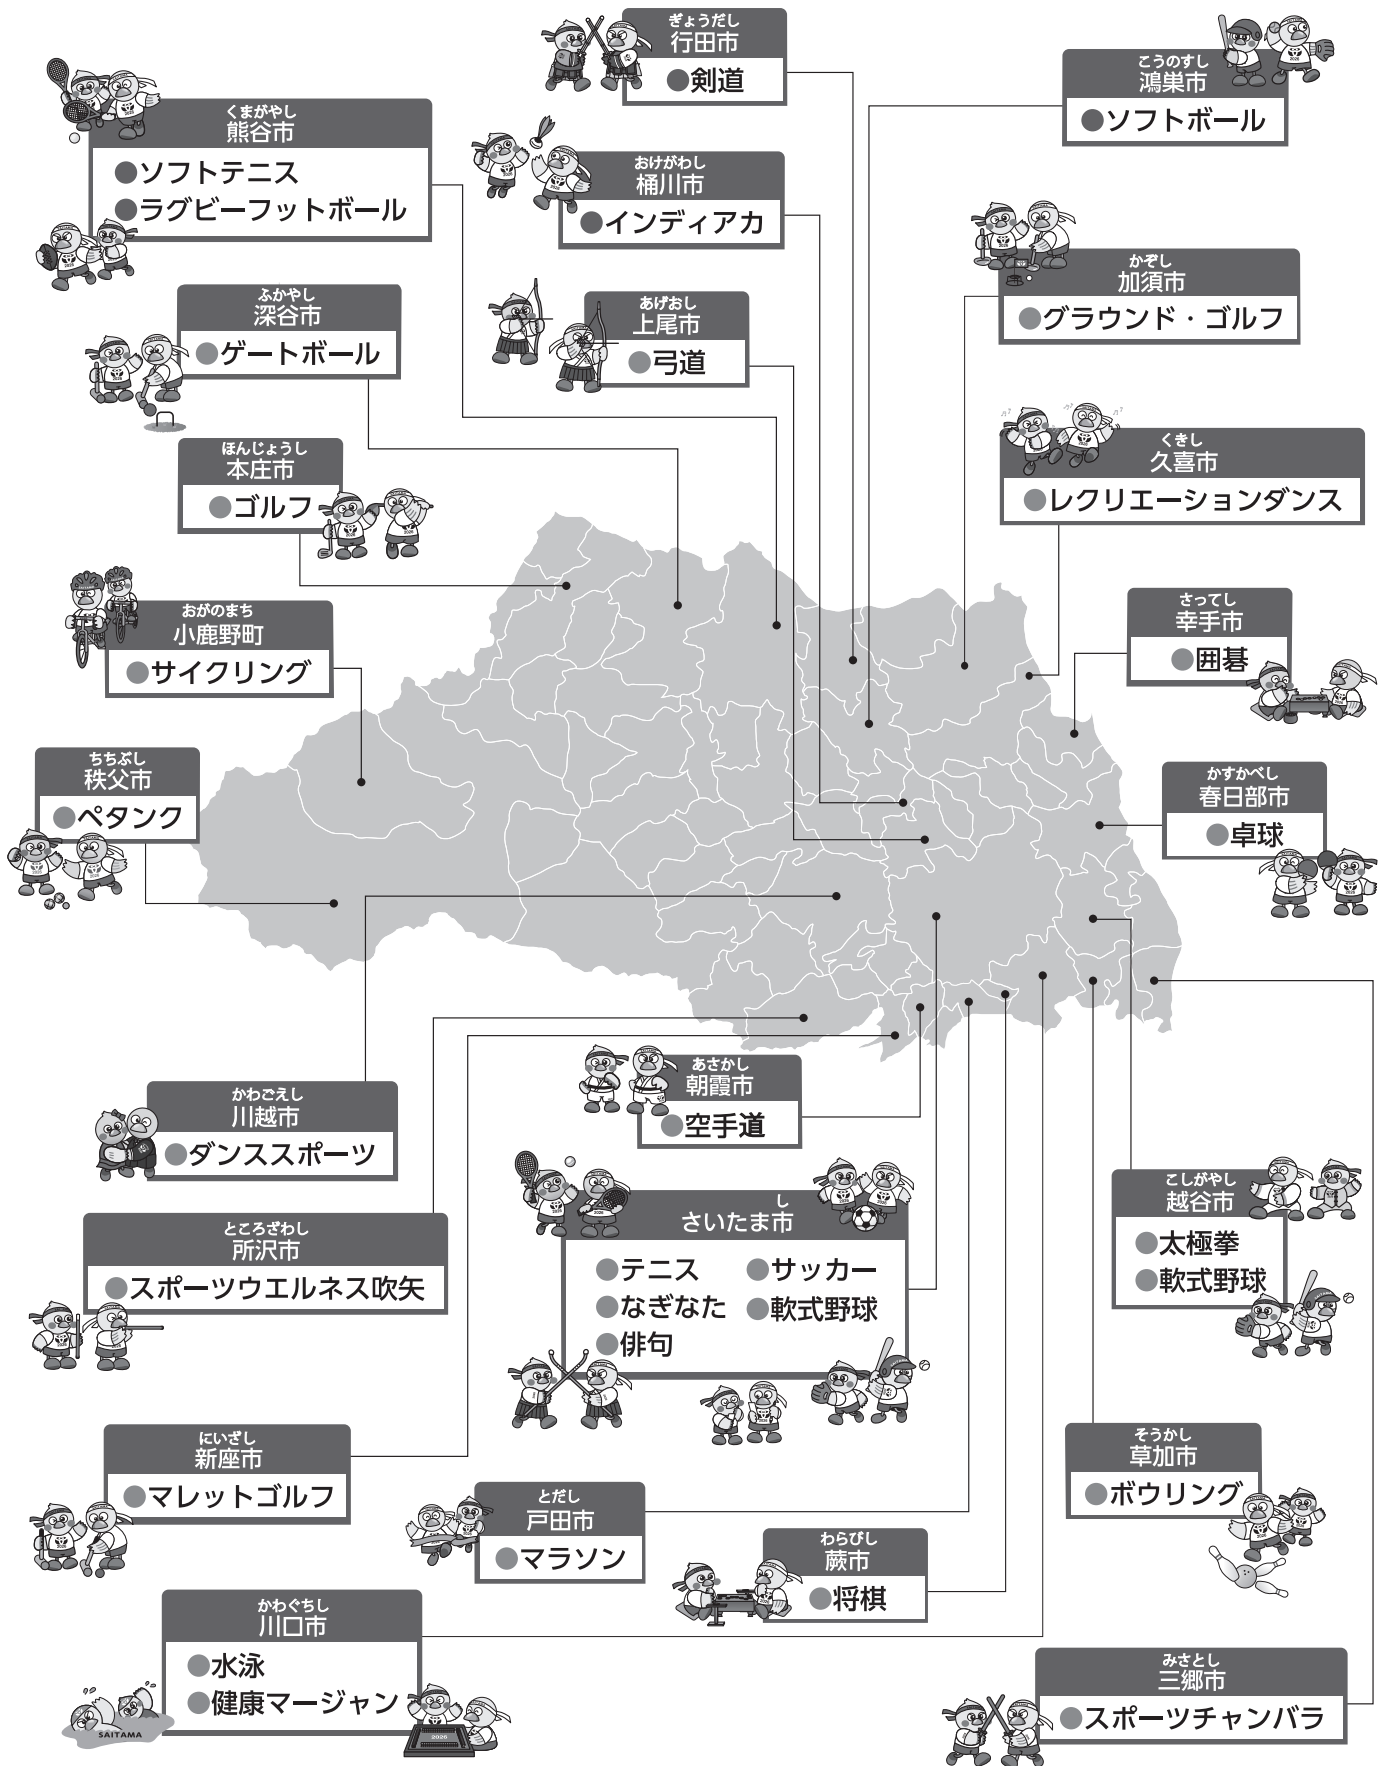 ぎょうだし
行田市
●剣道
こうのすし
鴻巣市
●ソフトボール
くまがやし
熊谷市
●ソフトテニス
●ラグビーフットボール
おけがわし
桶川市
●インディアカ
かぞし
加須市
●グラウンド・ゴルフ
ふかやし
深谷市
●ゲートボール
あげおし
上尾市
●弓道
くきし
久喜市
●レクリエーションダンス
ほんじょうし
本庄市
●ゴルフ
おがのまち
小鹿野町
●サイクリング
さってし
幸手市
●囲碁
ちちぶし
秩父市
●ペタンク
かすかべし
春日部市
●卓球
かわごえし
川越市
●ダンススポーツ
あさかし
朝霞市
●空手道
ところざわし
所沢市
●スポーツウエルネス吹矢
し
さいたま市
●テニス
●サッカー
●なぎなた
●軟式野球
●俳句
こしがやし
越谷市
●太極拳
●軟式野球
にいざし
新座市
●マレットゴルフ
とだし
戸田市
●マラソン
わらびし
蕨市
●将棋
そうかし
草加市
●ボウリング
かわぐちし
川口市
●水泳
●健康マージャン
SAITAMA
2026
みさとし
三郷市
●スポーツチャンバラ